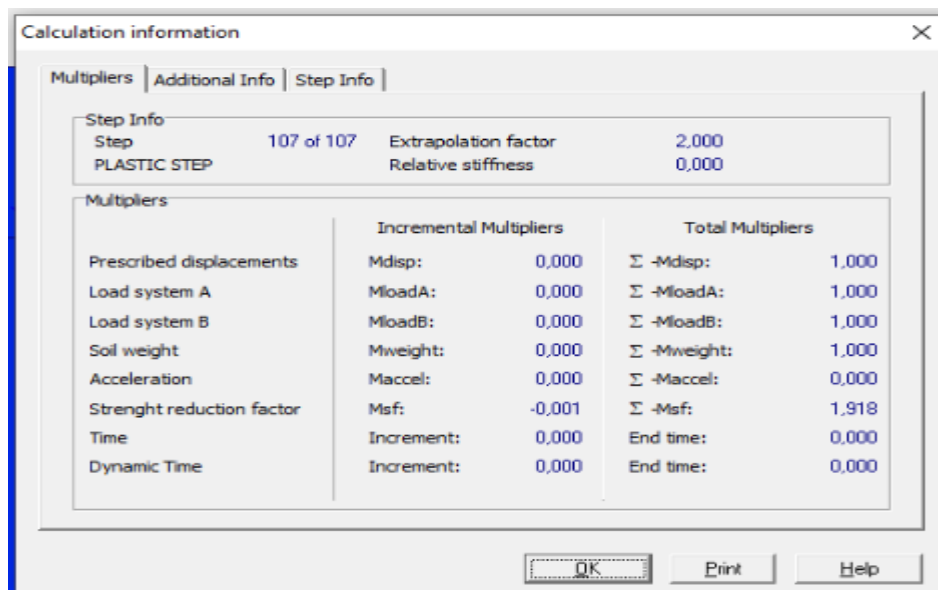 Calculation information
Multipliers Additional Info Step Info
Step Info
Step 107 of 107 Extrapolation factor 2,000
PLASTIC STEP Relative stiffness 0,000
Multipliers
Incremental Multipliers Total Multipliers
Prescribed displacements Mdisp: 0,000 Σ -Mdisp: 1,000
Load system A MloadA: 0,000 Σ -MloadA: 1,000
Load system B MloadB: 0,000 Σ -MloadB: 1,000
Soil weight Mweight: 0,000 Σ -Mweight: 1,000
Acceleration Maccel: 0,000 Σ -Maccel: 0,000
Strenght reduction factor Msf: -0,001 Σ -Msf: 1,918
Time Increment: 0,000 End time: 0,000
Dynamic Time Increment: 0,000 End time: 0,000
OK Print Help